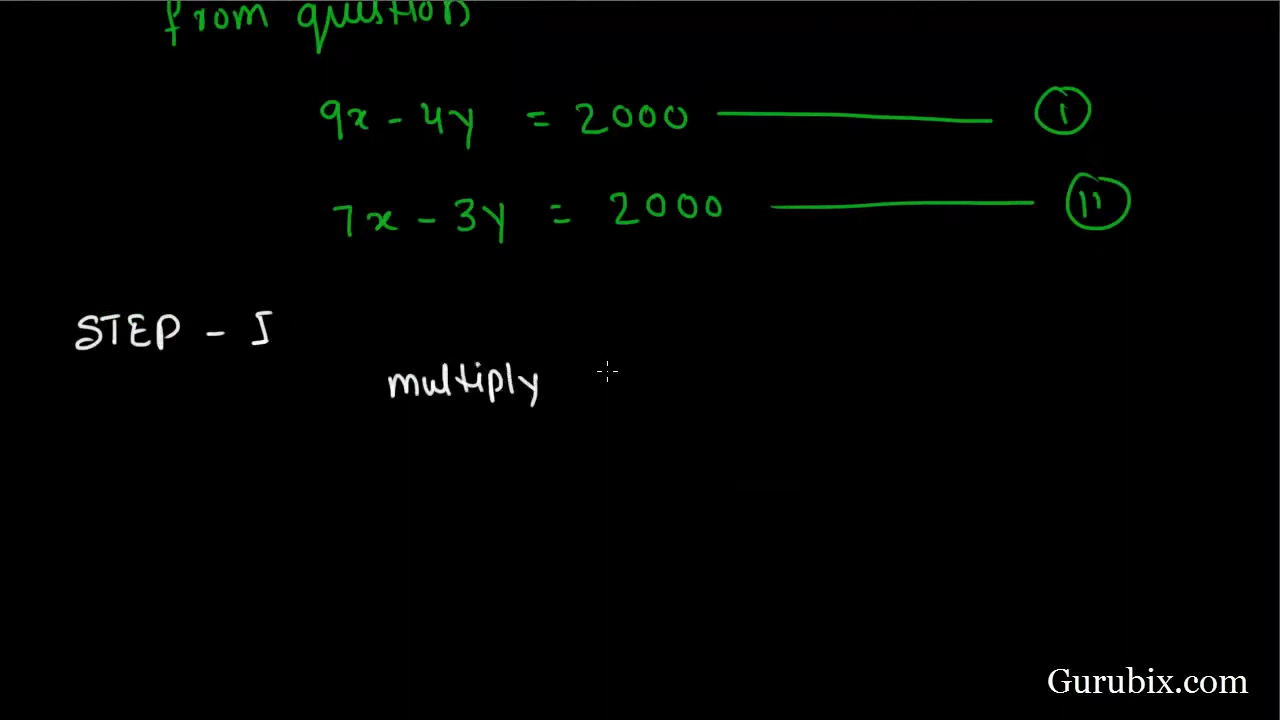 from question
9x - 4y = 2000 ———— (I)
7x - 3y = 2000 ———— (II)
STEP - I
multiply
Gurubix.com